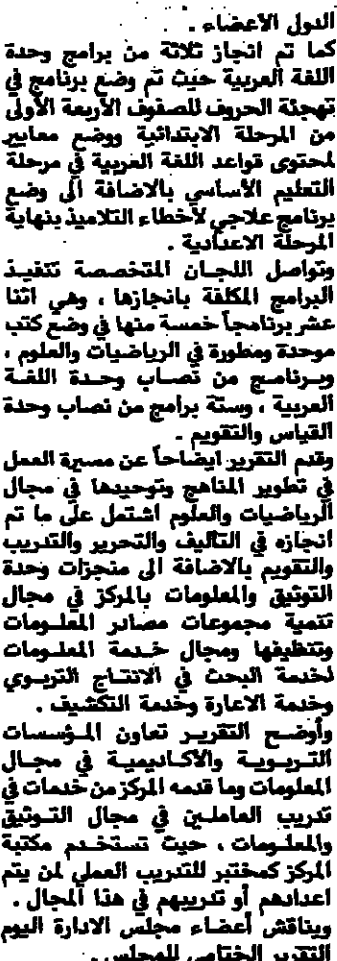 الدول الأعضاء .
كما تم انجاز ثلاثة من برامج وحدة
اللغة العربية حيث تم وضع برنامج في
تهجئة الحروف للصفوف الأربعة الأولى
من المرحلة الابتدائية ووضع معايير
لمحتوى قواعد اللغة العربية في مرحلة
التعليم الأساسي بالاضافة الى وضع
برنامج علاجي لأخطاء التلاميذ بنهاية
المرحلة الاعدادية .
وتواصل اللجان المتخصصة تنفيذ
البرامج المكلفة بانجازها ، وهي اثنا
عشر برنامجاً خمسة منها في وضع كتب
موحدة ومطورة في الرياضيات والعلوم ،
وبرنامج من نصاب وحدة اللغة
العربية ، وستة برامج من نصاب وحدة
القياس والتقويم .
وقدم التقرير ايضاحاً عن مسيرة العمل
في تطوير المناهج وتوحيدها في مجال
الرياضيات والعلوم اشتمل على ما تم
انجازه في التأليف والتحرير والتدريب
والتقويم بالاضافة الى منجزات وحدة
التوثيق والمعلومات بالمركز في مجال
تنمية مجموعات مصادر المعلومات
وتنظيفها ومجال خدمة المعلومات
لخدمة البحث في الانتاج التربوي
وخدمة الاعارة وخدمة التكشيف .
وأوضح التقرير تعاون المؤسسات
التربوية والأكاديمية في مجال
المعلومات وما قدمه المركز من خدمات في
تدريب العاملين في مجال التوثيق
والمعلومات ، حيث تستخدم مكتبة
المركز كمختبر للتدريب العملي لمن يتم
اعدادهم أو تدريبهم في هذا المجال .
ويناقش أعضاء مجلس الادارة اليوم
التقرير الختامي للمجلس .